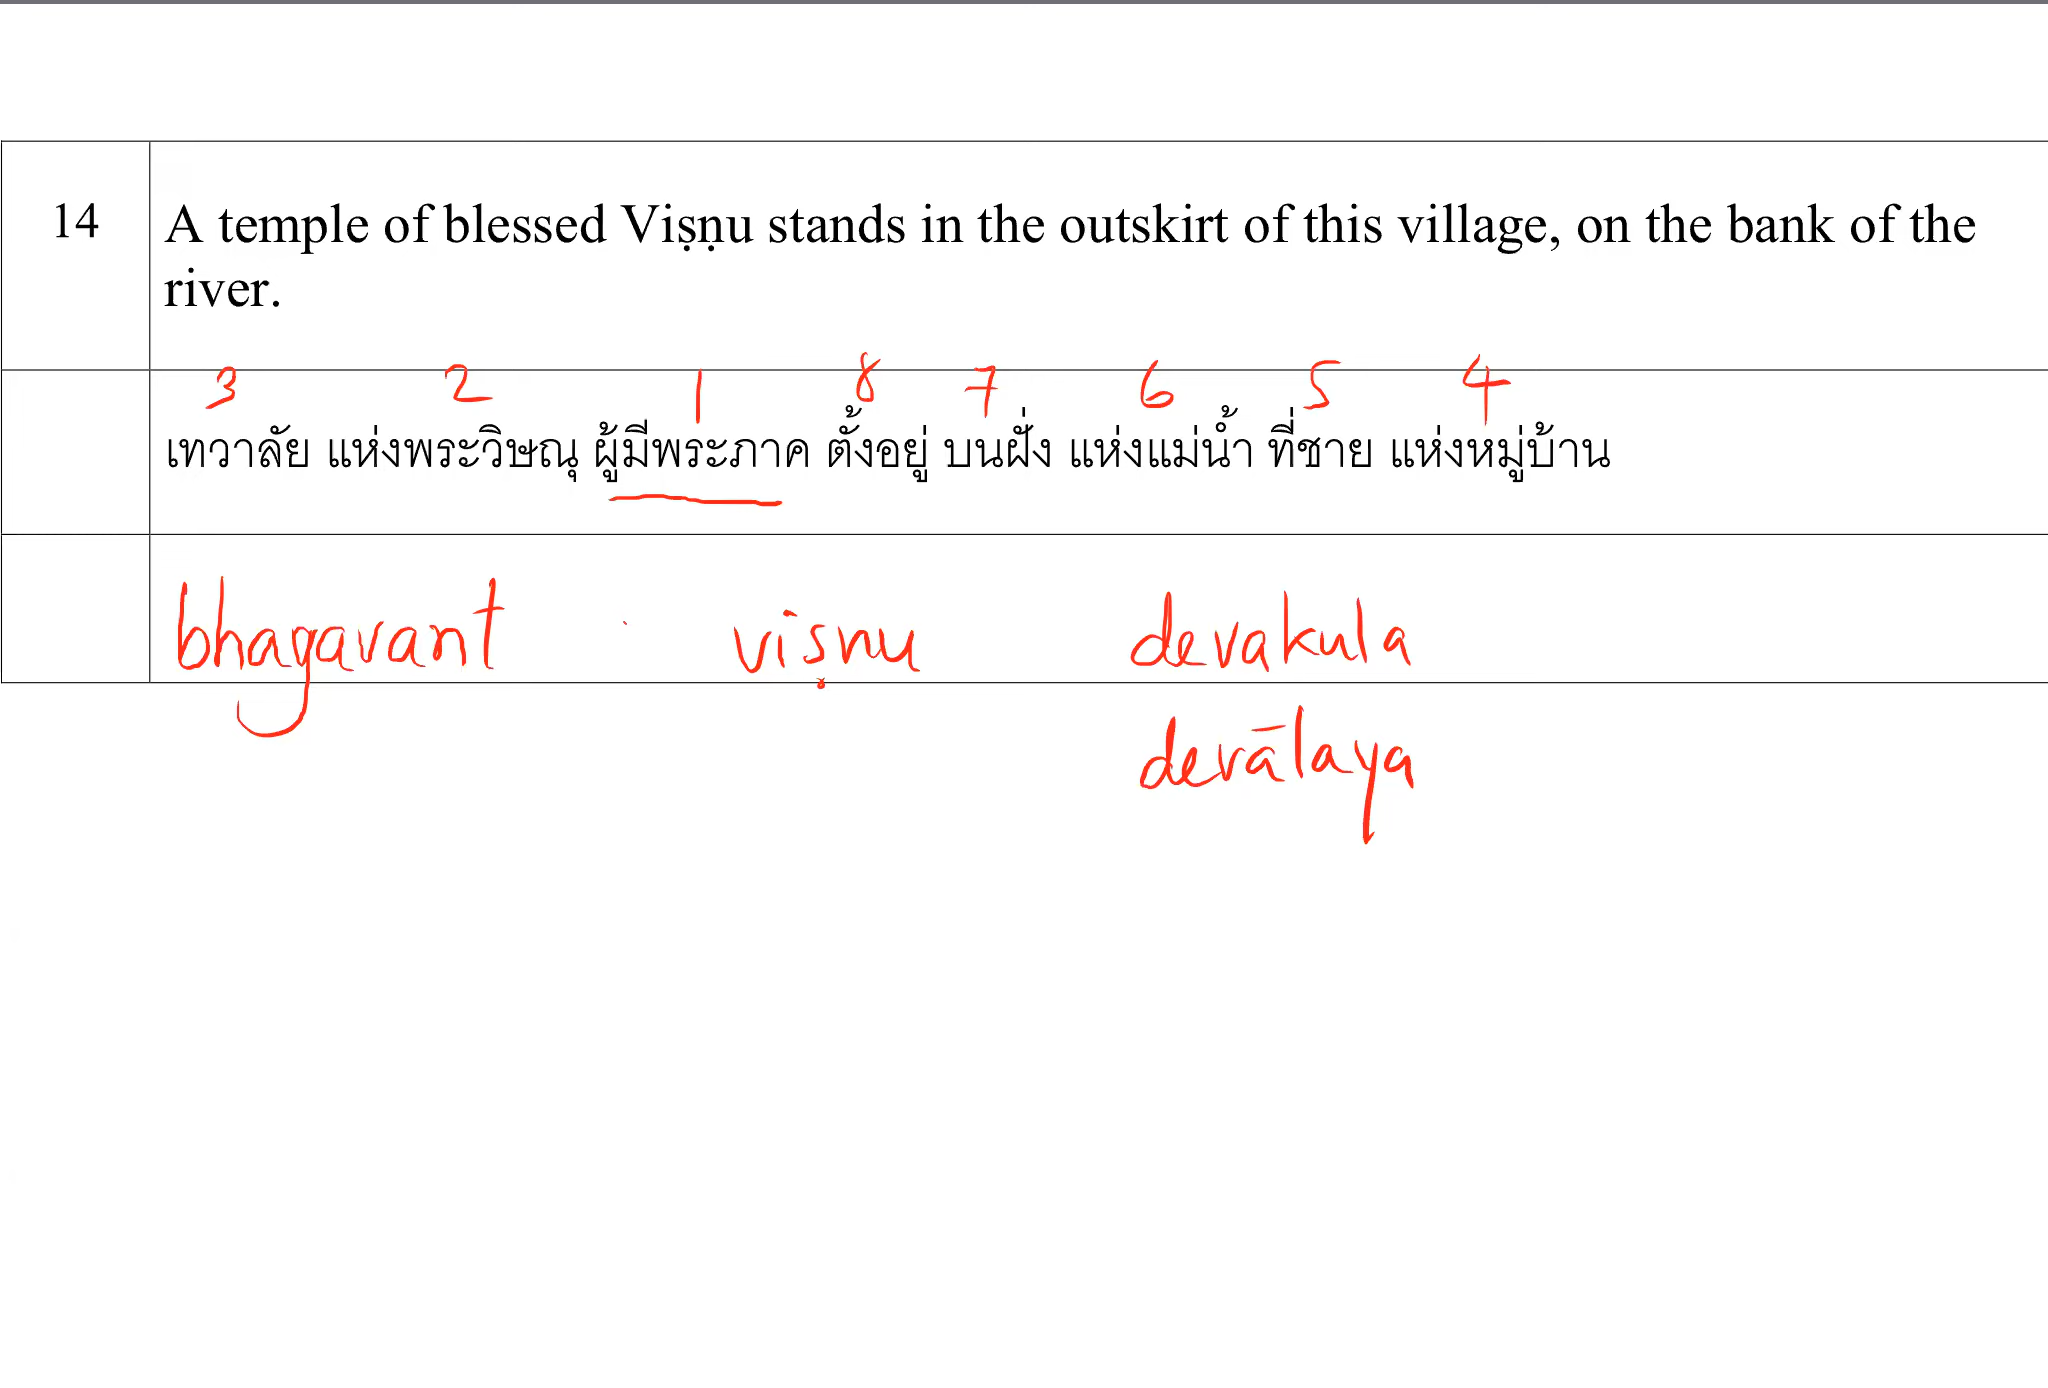 14
A temple of blessed Viṣṇu stands in the outskirt of this village, on the bank of the
river.
3 2 1 8 7 6 5 4
เทวาลัย แห่งพระวิษณุ ผู้มีพระภาค ตั้งอยู่ บนฝั่ง แห่งแม่น้ำ ที่ชาย แห่งหมู่บ้าน
bhagavant viṣnu devakula
devālaya